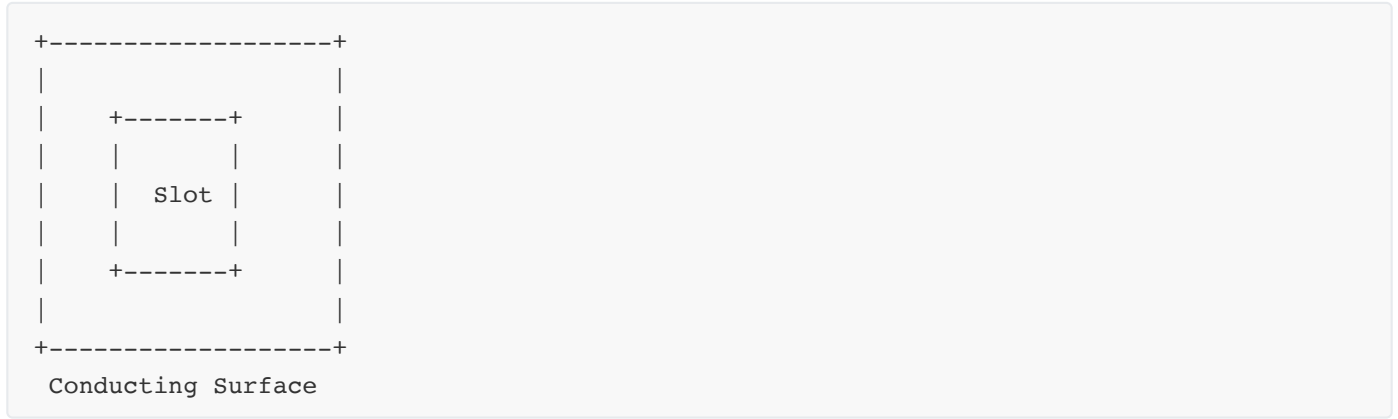 +-------------------+
|                   |
|    +-------+      |
|    |       |      |
|    |  Slot |      |
|    |       |      |
|    +-------+      |
|                   |
+-------------------+
 Conducting Surface